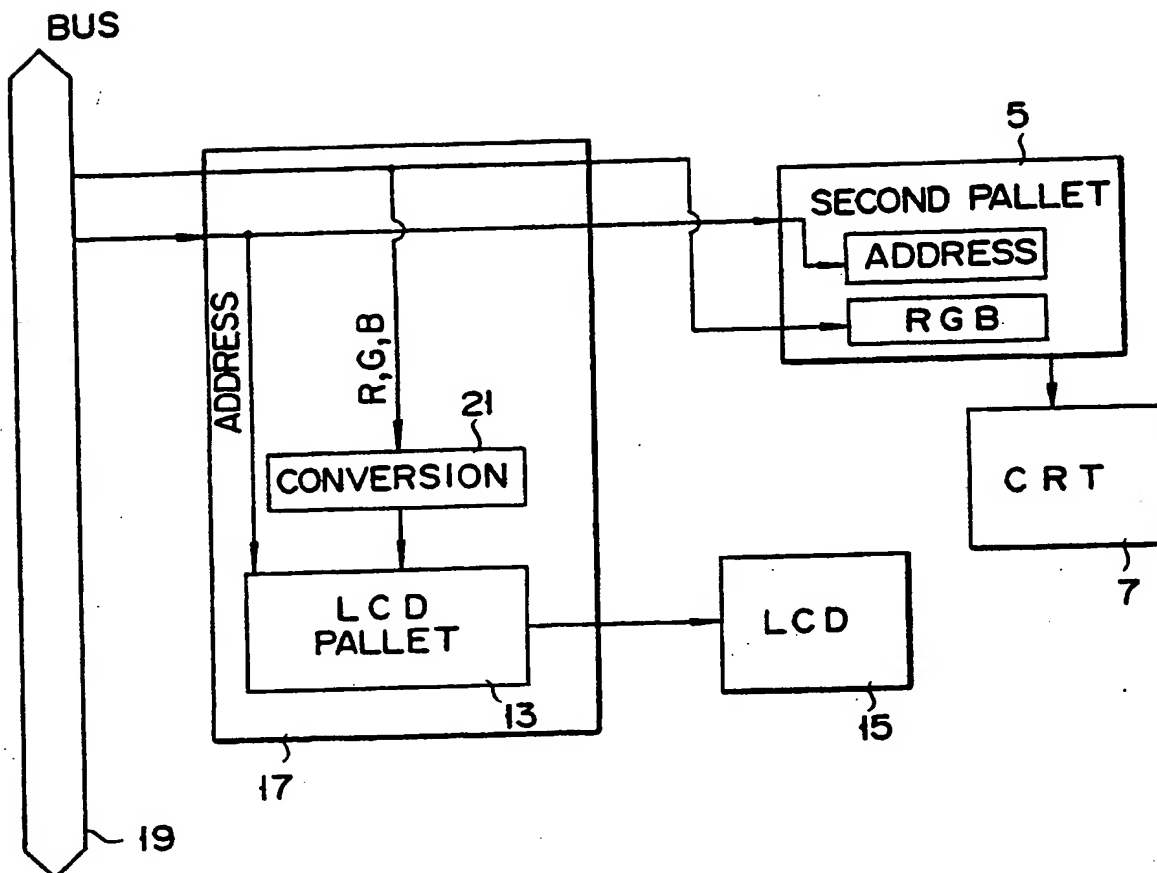 BUS
5
SECOND PALLET
ADDRESS
RGB
ADDRESS
R,G,B
21
CONVERSION
CRT
7
LCD
PALLET
13
LCD
15
17
19